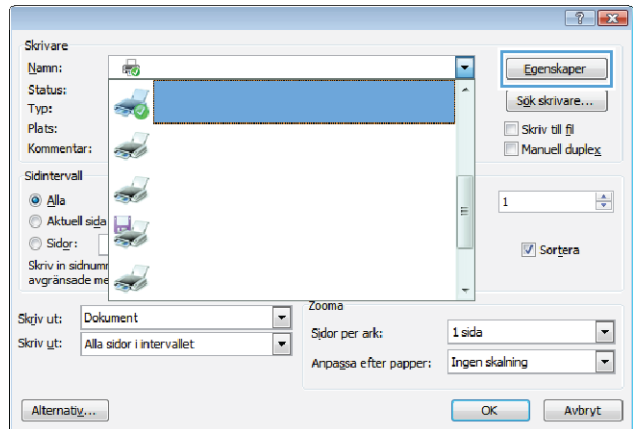 Skrivare
Namn:
Egenskaper
Status:
Sök skrivare...
Typ:
Plats:
Skriv till fil
Kommentar:
Manuell duplex
Sidintervall
Alla
1
Aktuell sida
Sidor:
Sortera
Skriv in sidnumr
avgränsade me
Zooma
Skriv ut: Dokument
Sidor per ark: 1 sida
Skriv ut: Alla sidor i intervallet
Anpassa efter papper: Ingen skalning
Alternativ...
OK
Avbryt